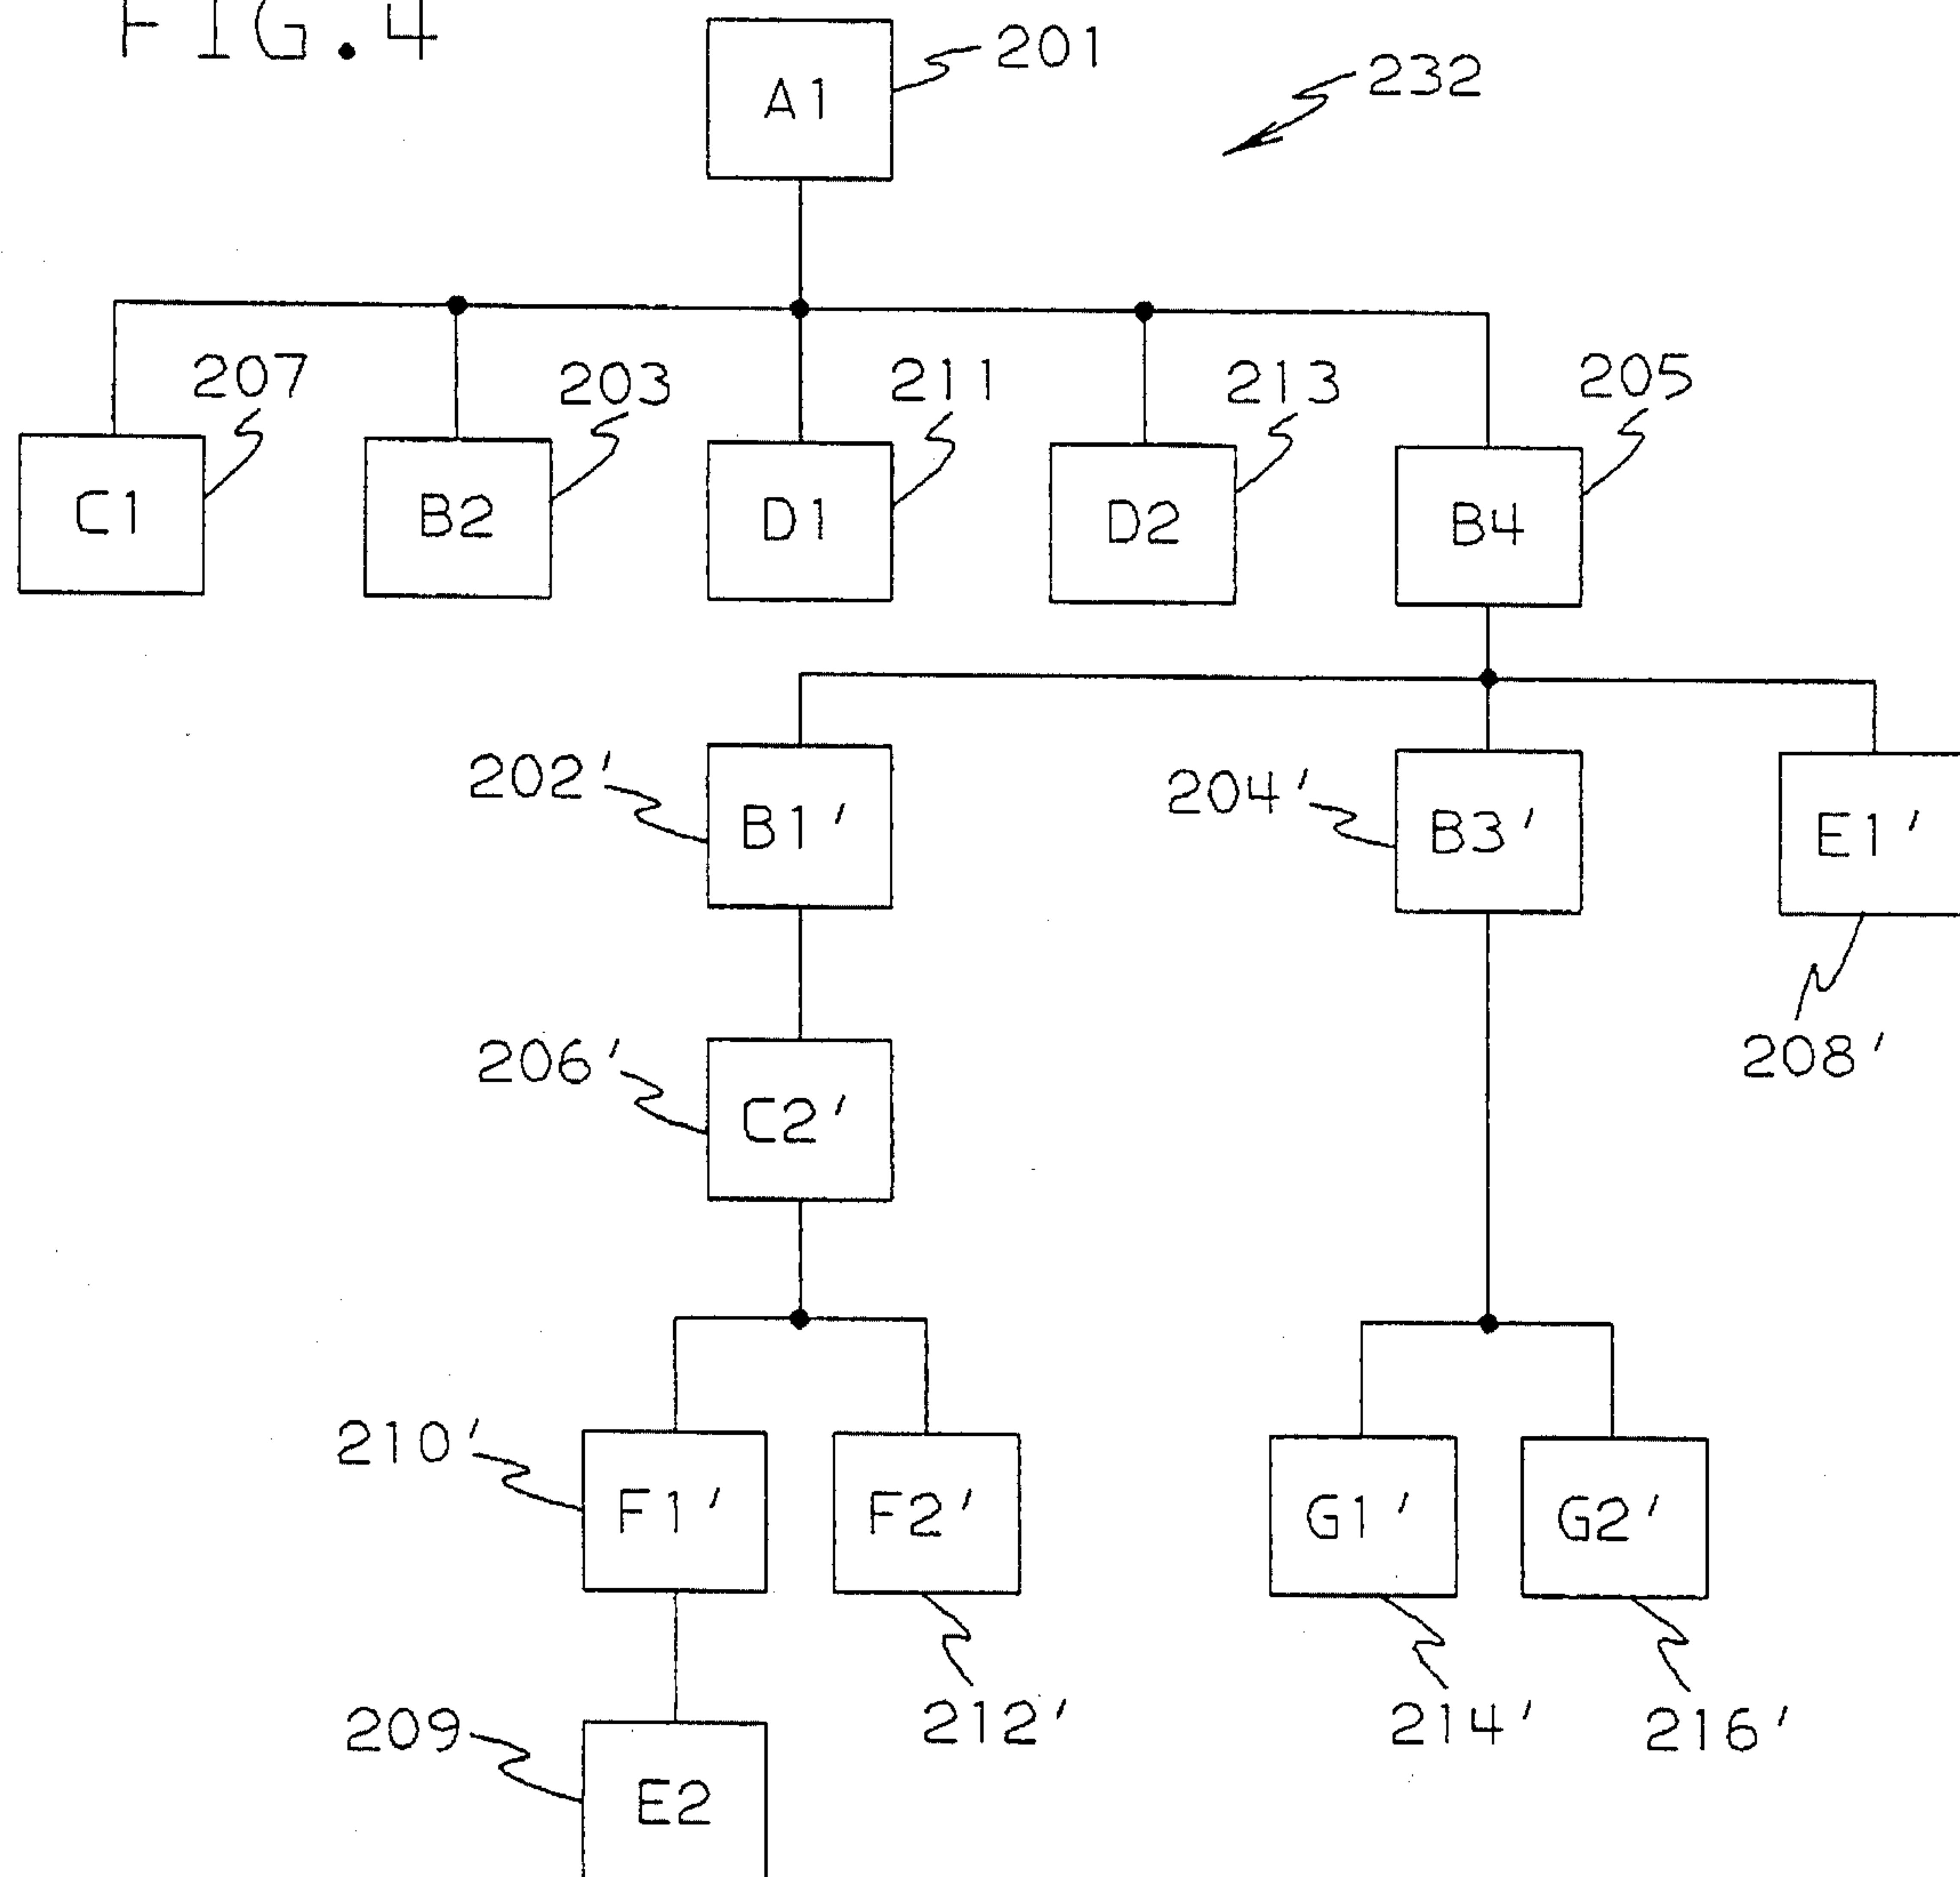 FIG.4
A1
201
232
207
203
211
213
205
C1
B2
D1
D2
B4
202'
B1'
204'
B3'
E1'
208'
206'
C2'
210'
F1'
F2'
G1'
G2'
212'
214'
216'
209
E2